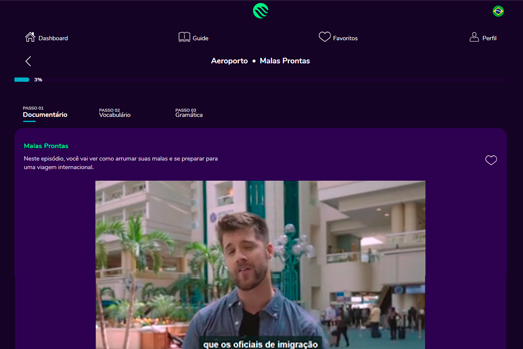 Dashboard
Guide
Favoritos
Perfil
Aeroporto • Malas Prontas
3%
PASSO 01
Documentário
PASSO 02
Vocabulário
PASSO 03
Gramática
Malas Prontas
Neste episódio, você vai ver como arrumar suas malas e se preparar para
uma viagem internacional.
que os oficiais de imigração